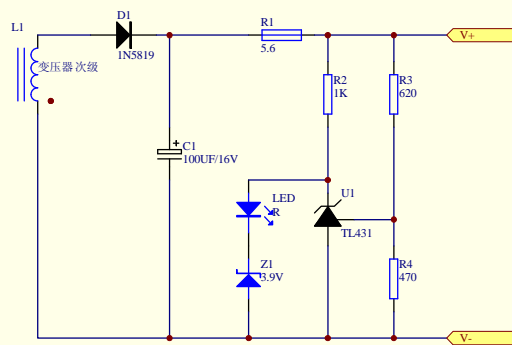 L1
变压器次级
D1
1N5819
C1
100UF/16V
R1
5.6
R2
1K
R3
620
V+
LED
R
U1
TL431
Z1
3.9V
R4
470
V-